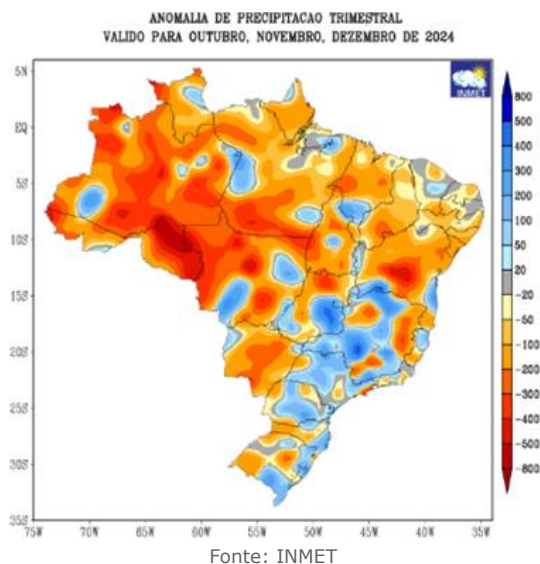 ANOMALIA DE PRECIPITACAO TRIMESTRAL
VALIDO PARA OUTUBRO, NOVEMBRO, DEZEMBRO DE 2024
INMET
5N
EQ
5S
10S
15S
20S
25S
30S
35S
75W 70W 65W 60W 55W 50W 45W 40W 35W
800
500
400
300
200
100
50
20
-20
-50
-100
-200
-300
-400
-500
-800
Fonte: INMET